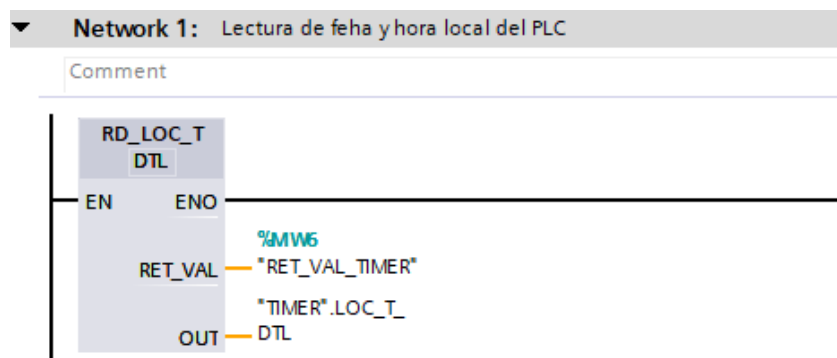 Network 1: Lectura de feha y hora local del PLC
Comment
RD_LOC_T
DTL
EN ENO
%MW6
RET_VAL "RET_VAL_TIMER"
"TIMER".LOC_T_
OUT DTL